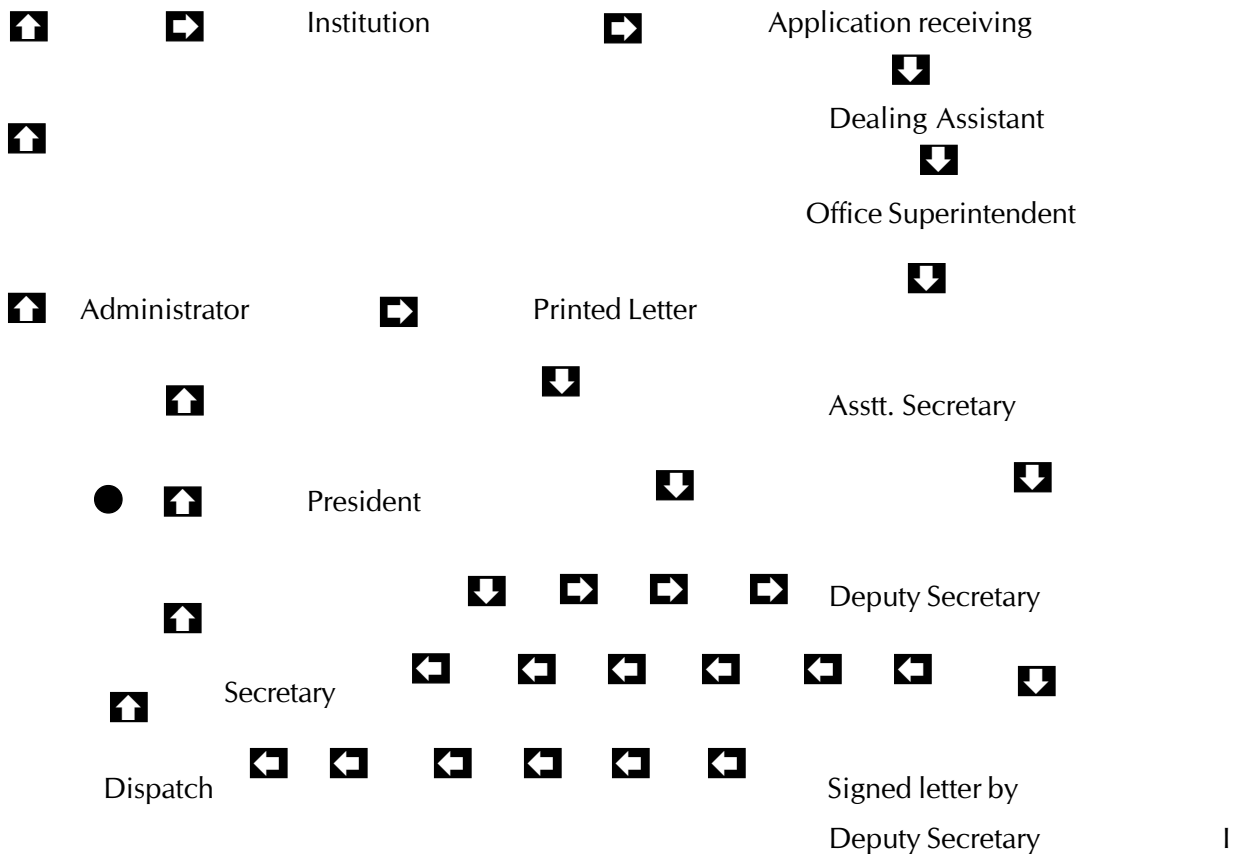 Institution
Application receiving
Dealing Assistant
Office Superintendent
Administrator
Printed Letter
Asstt. Secretary
President
Deputy Secretary
Secretary
Dispatch
Signed letter by
Deputy Secretary
I